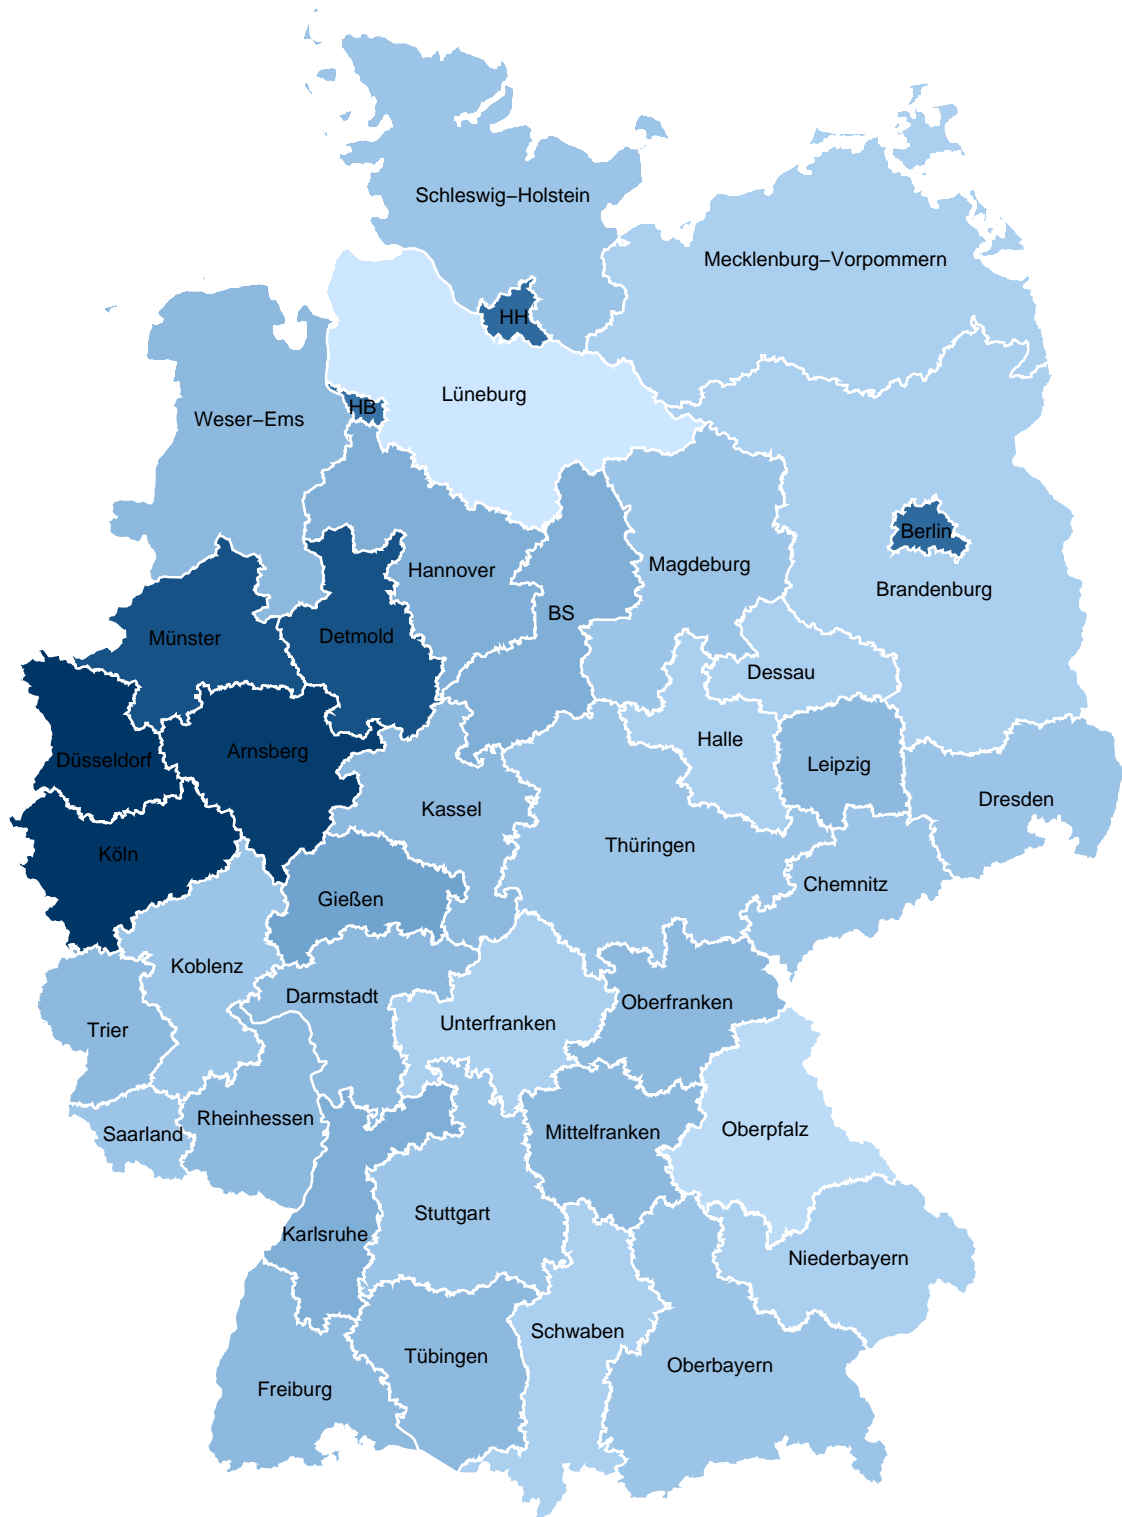 Schleswig–Holstein
Mecklenburg–Vorpommern
HH
Lüneburg
HB
Weser–Ems
Berlin
Magdeburg
Hannover
Brandenburg
BS
Münster
Detmold
Dessau
Halle
Arnsberg
Düsseldorf
Leipzig
Dresden
Kassel
Thüringen
Köln
Chemnitz
Gießen
Koblenz
Darmstadt
Oberfranken
Unterfranken
Trier
Rheinhessen
Oberpfalz
Saarland
Mittelfranken
Stuttgart
Karlsruhe
Niederbayern
Schwaben
Tübingen
Oberbayern
Freiburg